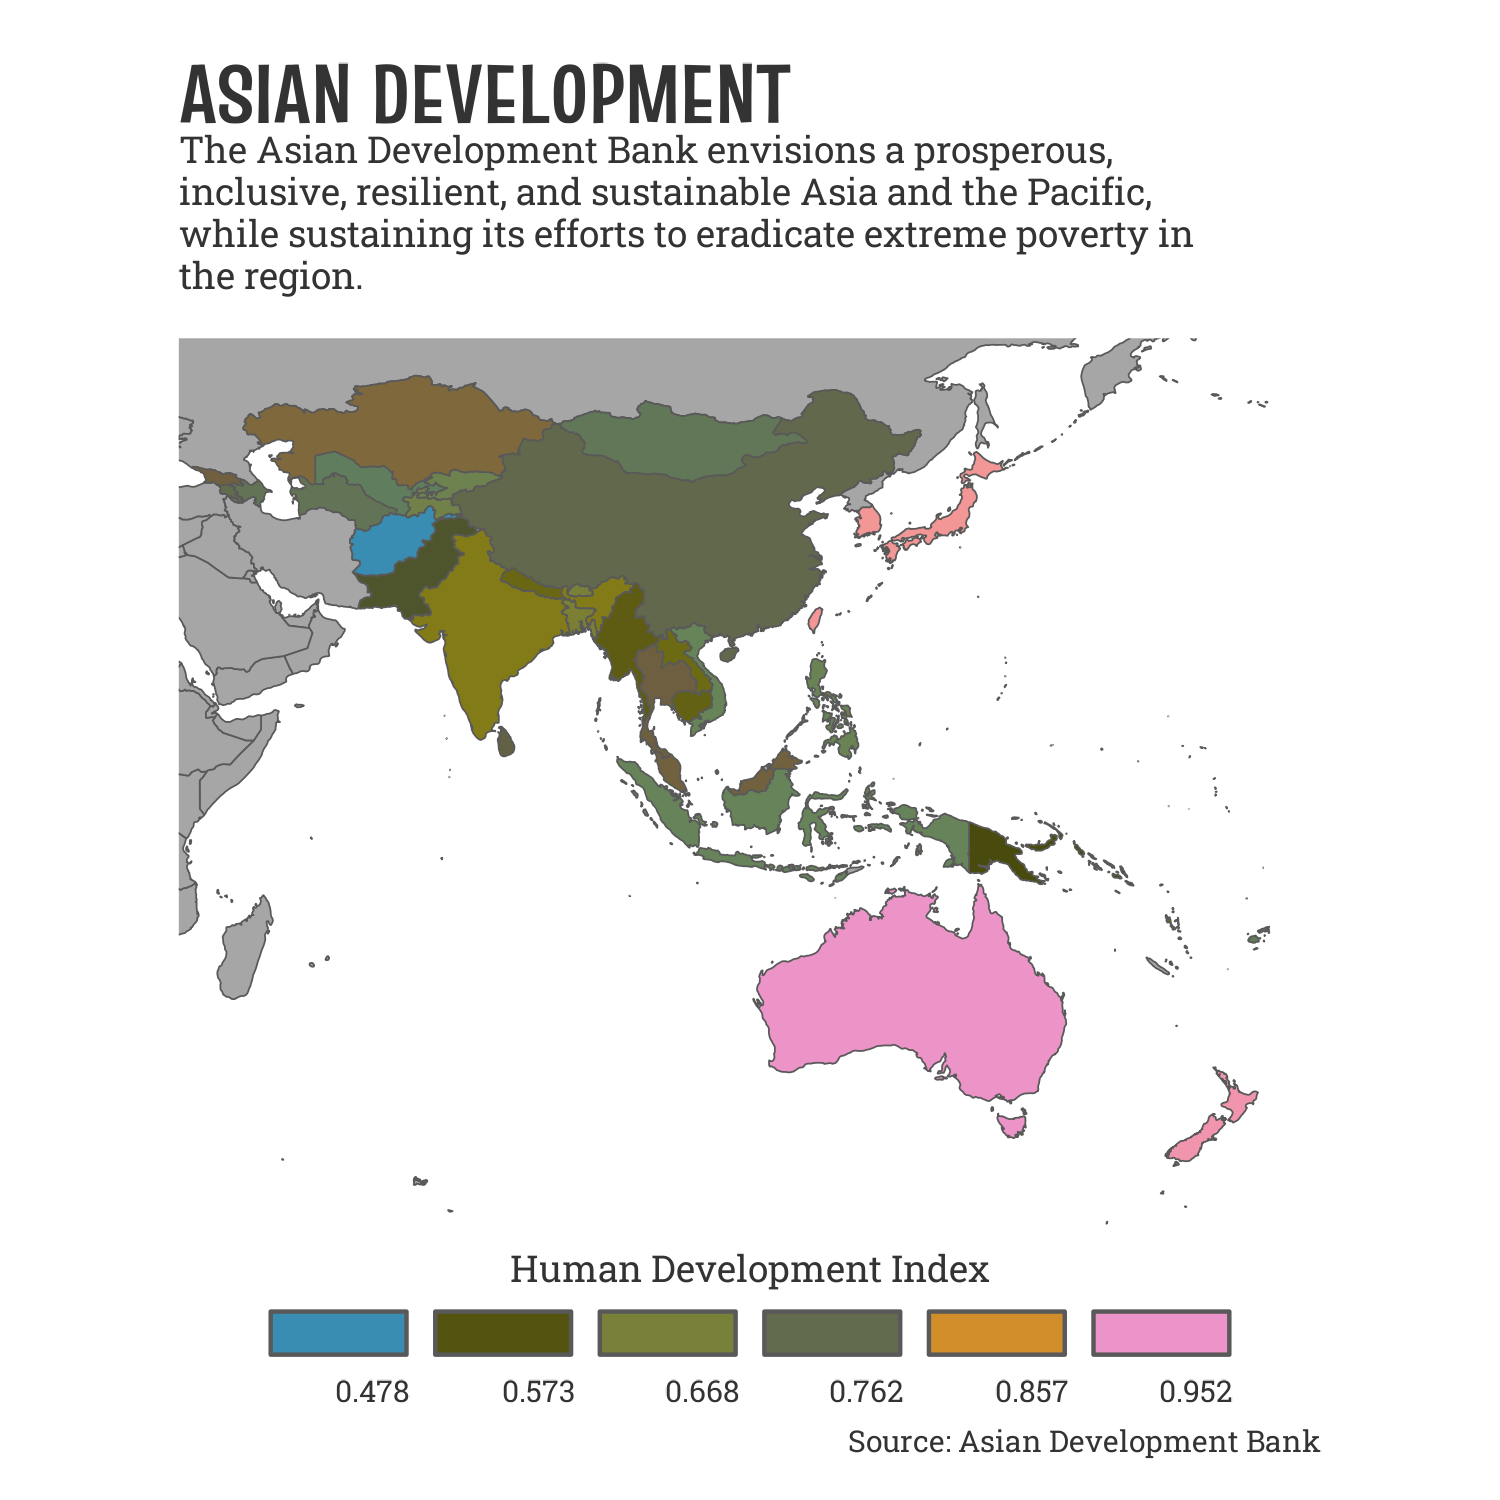 ASIAN DEVELOPMENT
The Asian Development Bank envisions a prosperous,
inclusive, resilient, and sustainable Asia and the Pacific,
while sustaining its efforts to eradicate extreme poverty in
the region.
Human Development Index
0.478 0.573 0.668 0.762 0.857 0.952
Source: Asian Development Bank